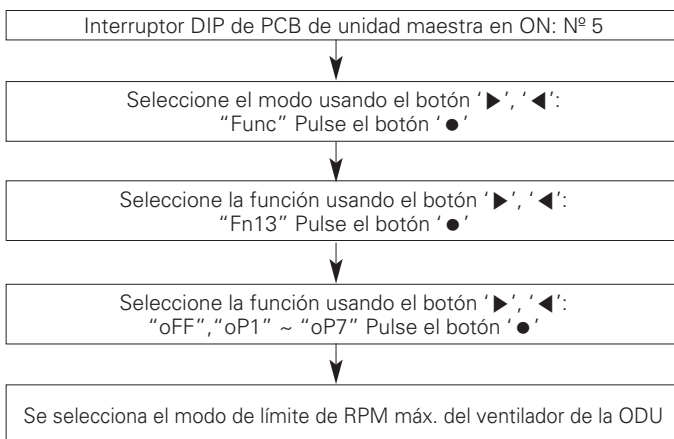 Interruptor DIP de PCB de unidad maestra en ON: Nº 5
Seleccione el modo usando el botón ‘▶’, ‘◀’:
“Func” Pulse el botón ‘●’
Seleccione la función usando el botón ‘▶’, ‘◀’:
“Fn13” Pulse el botón ‘●’
Seleccione la función usando el botón ‘▶’, ‘◀’:
“oFF”,“oP1” ~ “oP7” Pulse el botón ‘●’
Se selecciona el modo de límite de RPM máx. del ventilador de la ODU